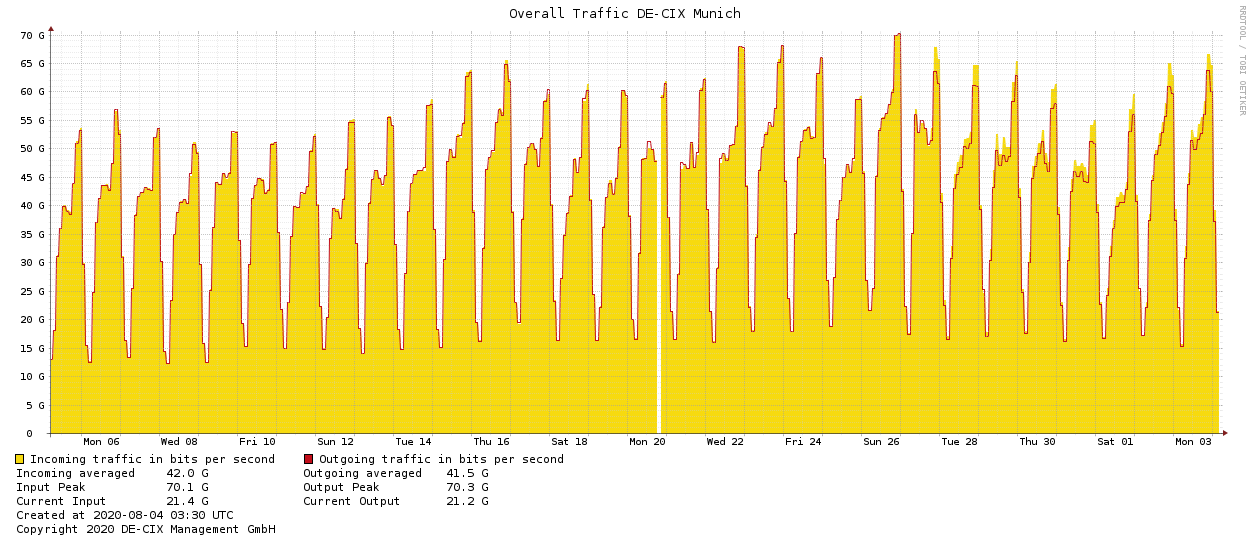 Overall Traffic DE-CIX Munich
RRDTOOL / TOBI OETIKER
70 G
65 G
60 G
55 G
50 G
45 G
40 G
35 G
30 G
25 G
20 G
15 G
10 G
5 G
0
Mon 06 Wed 08 Fri 10 Sun 12 Tue 14 Thu 16 Sat 18 Mon 20 Wed 22 Fri 24 Sun 26 Tue 28 Thu 30 Sat 01 Mon 03
Incoming traffic in bits per second Outgoing traffic in bits per second
Incoming averaged 42.0 G Outgoing averaged 41.5 G
Input Peak 70.1 G Output Peak 70.3 G
Current Input 21.4 G Current Output 21.2 G
Created at 2020-08-04 03:30 UTC
Copyright 2020 DE-CIX Management GmbH